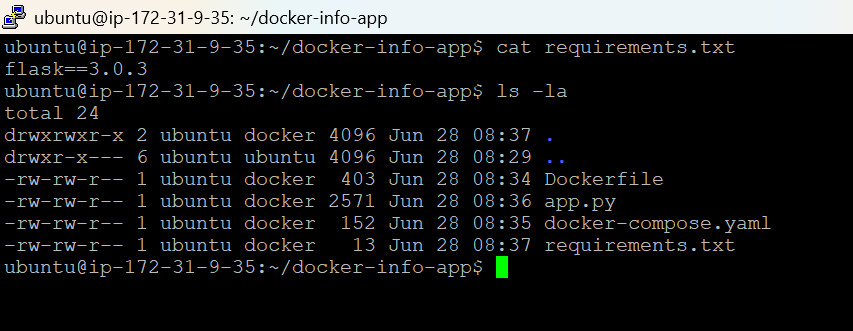 ubuntu@ip-172-31-9-35: ~/docker-info-app
ubuntu@ip-172-31-9-35:~/docker-info-app$ cat requirements.txt
flask==3.0.3
ubuntu@ip-172-31-9-35:~/docker-info-app$ ls -la
total 24
drwxrwxr-x 2 ubuntu docker 4096 Jun 28 08:37 .
drwxr-x--- 6 ubuntu ubuntu 4096 Jun 28 08:29 ..
-rw-rw-r-- 1 ubuntu docker  403 Jun 28 08:34 Dockerfile
-rw-rw-r-- 1 ubuntu docker 2571 Jun 28 08:36 app.py
-rw-rw-r-- 1 ubuntu docker  152 Jun 28 08:35 docker-compose.yaml
-rw-rw-r-- 1 ubuntu docker   13 Jun 28 08:37 requirements.txt
ubuntu@ip-172-31-9-35:~/docker-info-app$